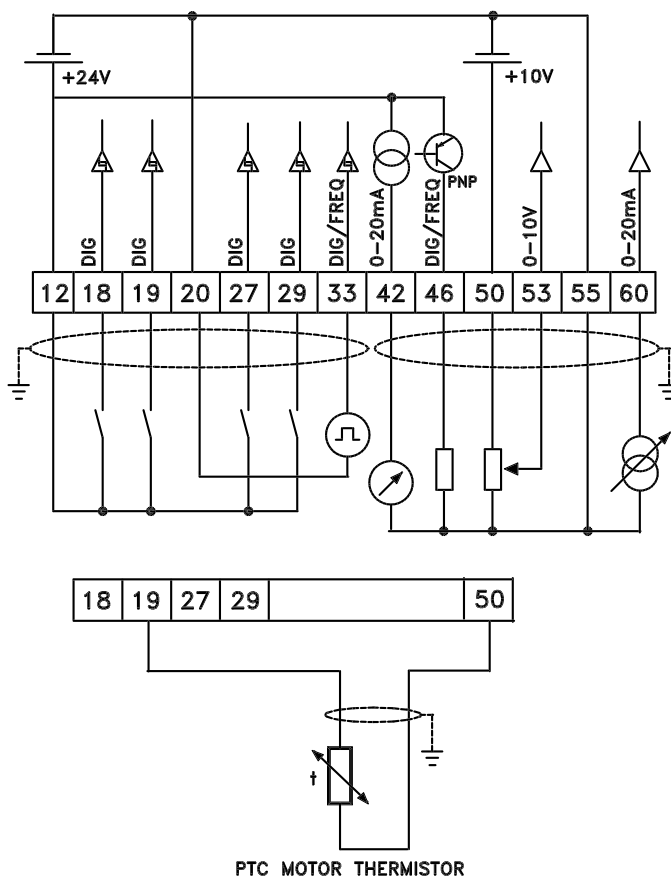 +24V
+10V
PNP
DIG
DIG
DIG
DIG
DIG/FREQ
0-20mA
DIG/FREQ
0-10V
0-20mA
12 18 19 20 27 29 33 42 46 50 53 55 60
18 19 27 29 50
t
PTC MOTOR THERMISTOR